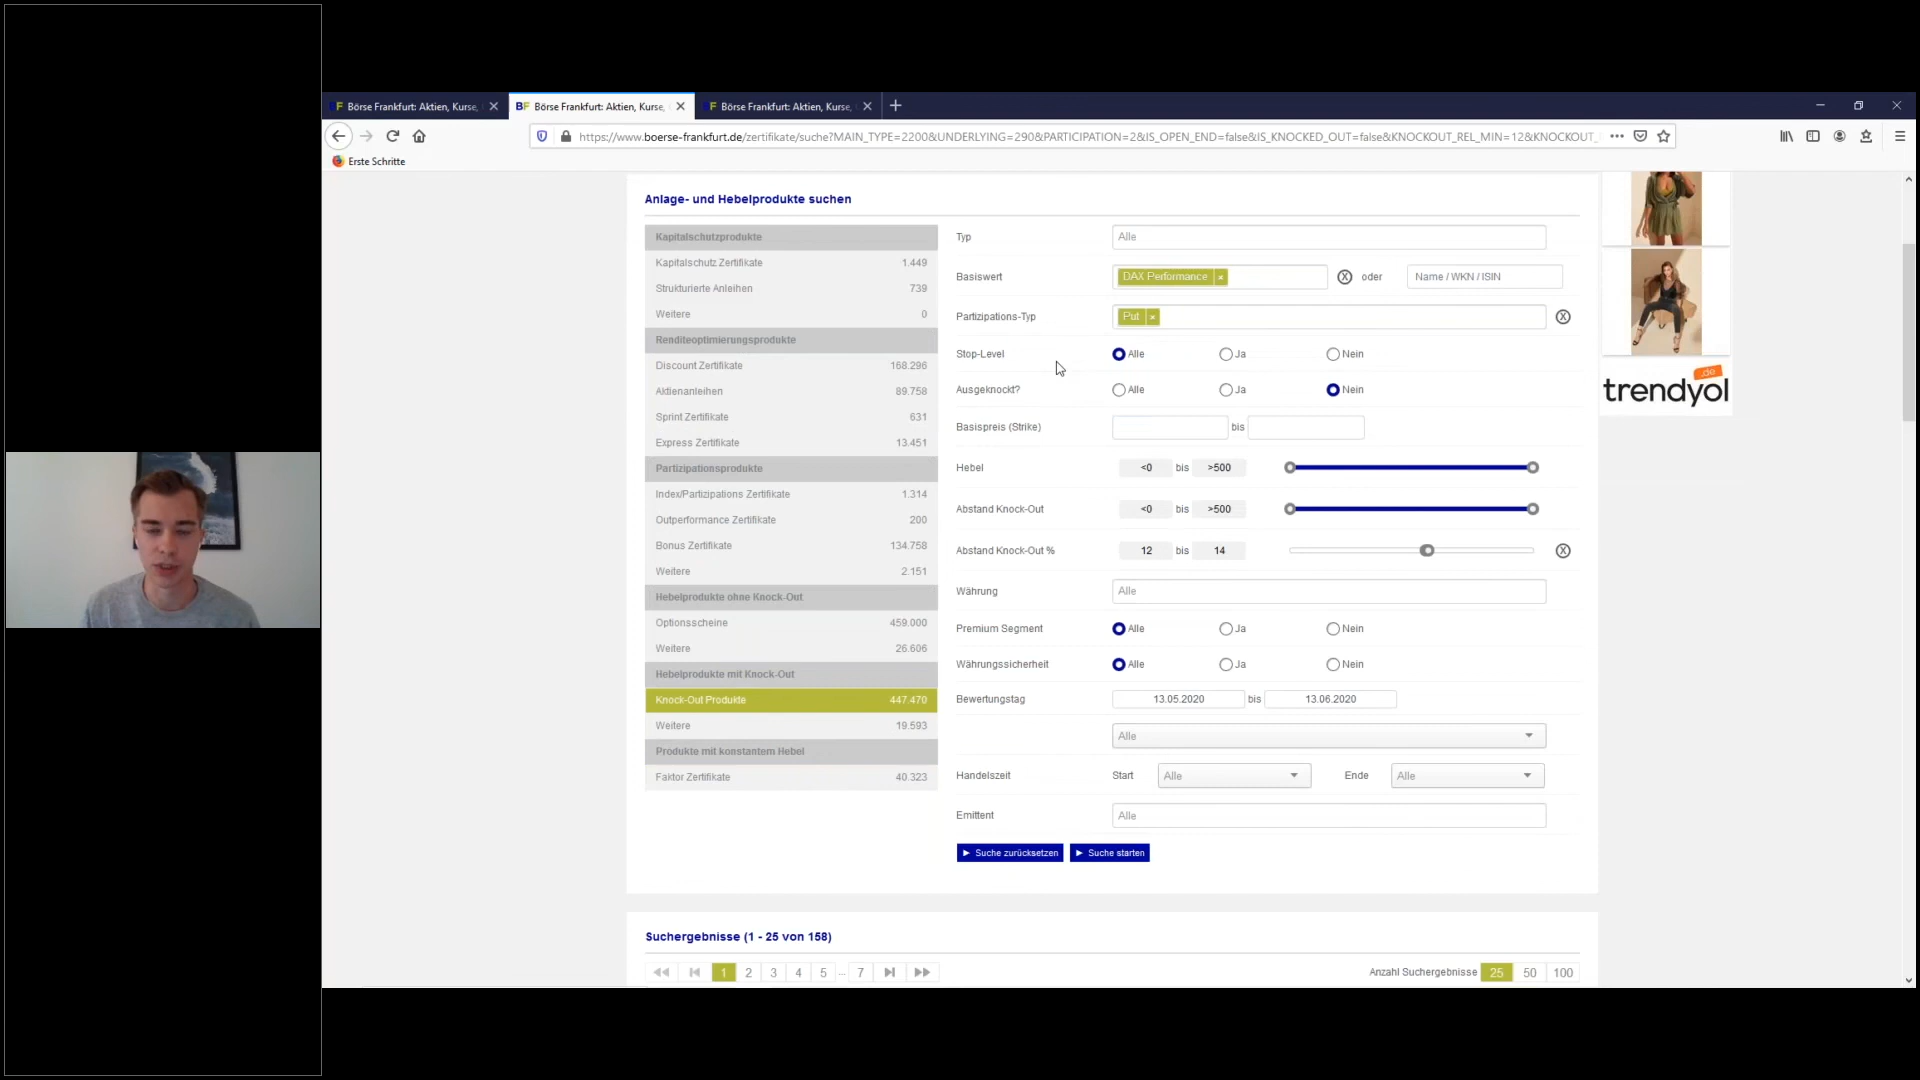 BF Börse Frankfurt: Aktien, Kurse,
BF Börse Frankfurt: Aktien, Kurse,
BF Börse Frankfurt: Aktien, Kurse,
https://www.boerse-frankfurt.de/zertifikate/suche?MAIN_TYPE=2200&UNDERLYING=290&PARTICIPATION=2&IS_OPEN_END=false&IS_KNOCKED_OUT=false&KNOCKOUT_REL_MIN=12&KNOCKOUT_
Erste Schritte
Anlage- und Hebelprodukte suchen
Kapitalschutzprodukte
Kapitalschutz Zertifikate 1.449
Strukturierte Anleihen 739
Weitere 0
Renditeoptimierungsprodukte
Discount Zertifikate 168.296
Aktienanleihen 89.758
Sprint Zertifikate 631
Express Zertifikate 13.451
Partizipationsprodukte
Index/Partizipations Zertifikate 1.314
Outperformance Zertifikate 200
Bonus Zertifikate 134.758
Weitere 2.151
Hebelprodukte ohne Knock-Out
Optionsscheine 459.000
Weitere 26.606
Hebelprodukte mit Knock-Out
Knock-Out Produkte 447.470
Weitere 19.593
Produkte mit konstantem Hebel
Faktor Zertifikate 40.323
Typ Alle
Basiswert DAX Performance × oder Name / WKN / ISIN
Partizipations-Typ Put ×
Stop-Level Alle Ja Nein
Ausgeknockt? Alle Ja Nein
Basispreis (Strike) bis
Hebel <0 bis >500
Abstand Knock-Out <0 bis >500
Abstand Knock-Out % 12 bis 14
Währung Alle
Premium Segment Alle Ja Nein
Währungssicherheit Alle Ja Nein
Bewertungstag 13.05.2020 bis 13.06.2020
Alle
Handelszeit Start Alle Ende Alle
Emittent Alle
Suche zurücksetzen Suche starten
Suchergebnisse (1 - 25 von 158)
1 2 3 4 5 ... 7
Anzahl Suchergebnisse 25 50 100
.de
trendyol